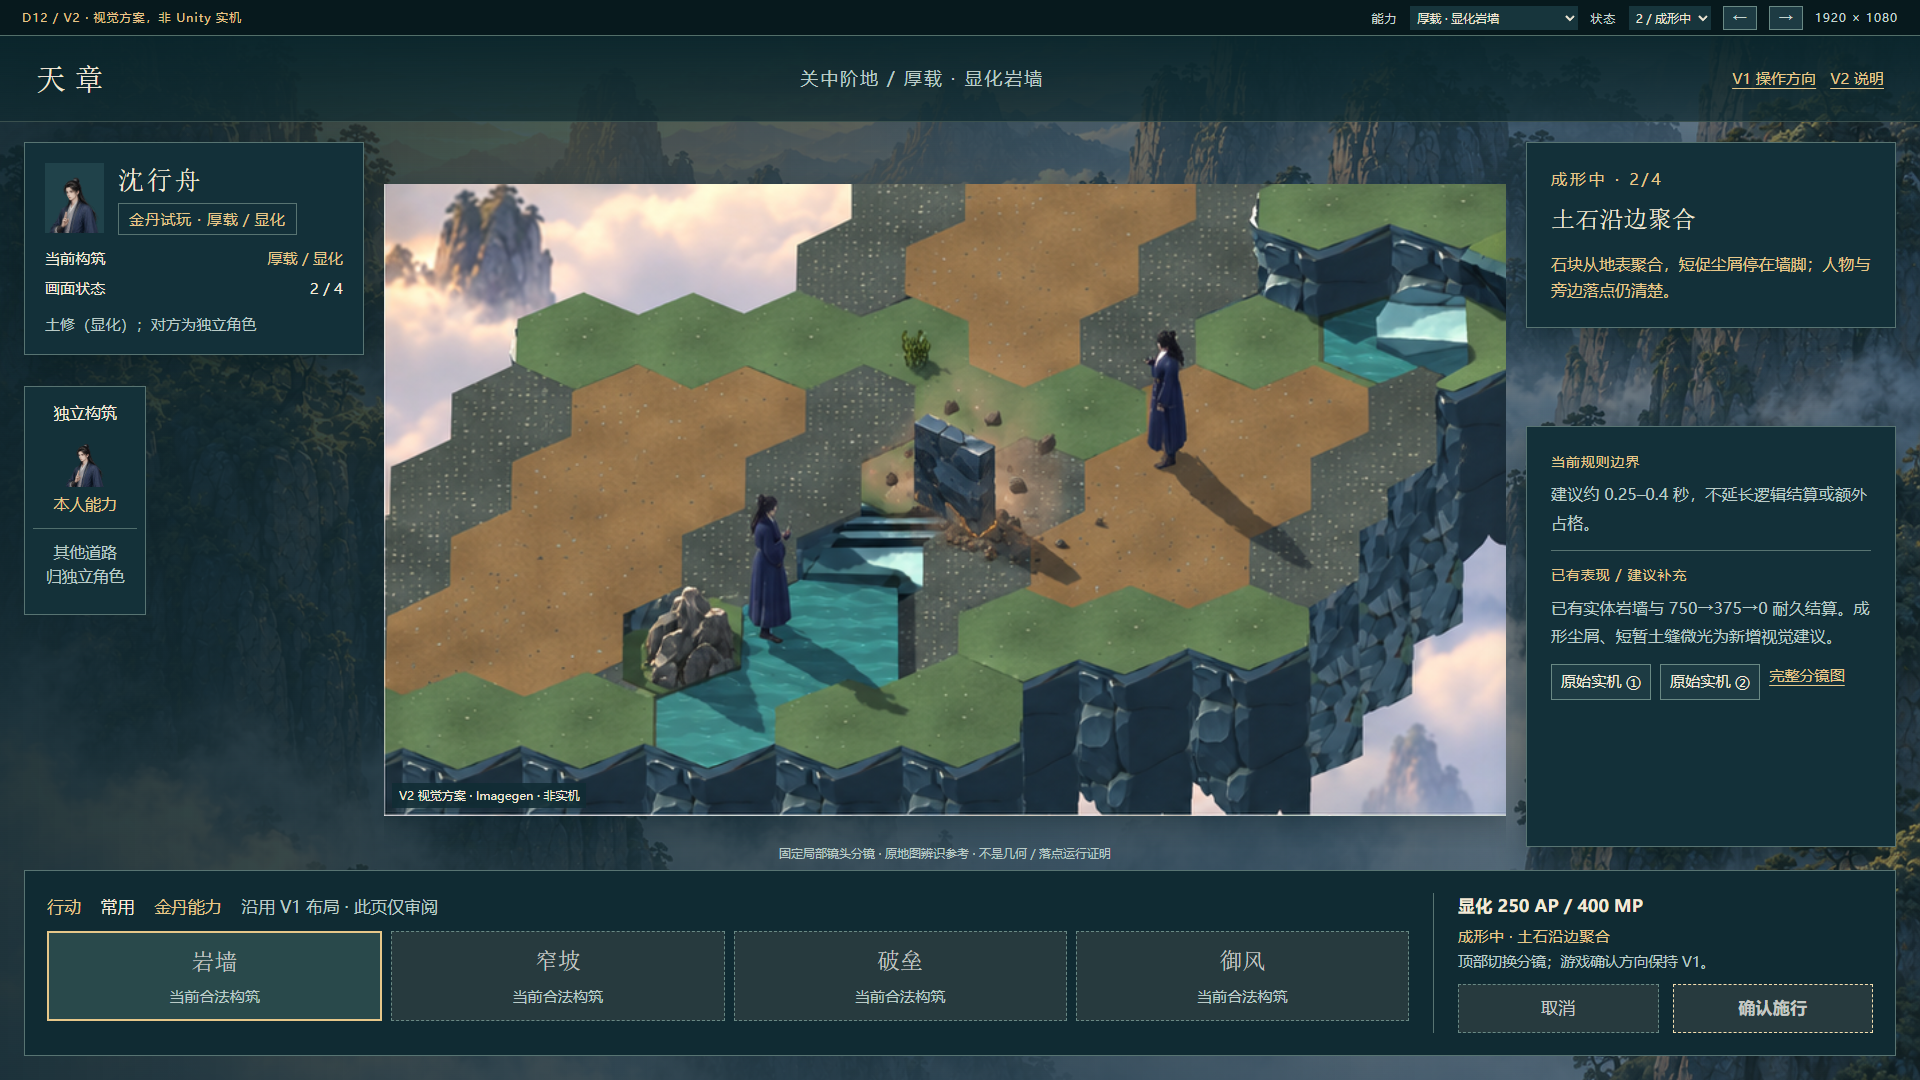 D12 / V2 · 视觉方案，非 Unity 实机
能力 厚载 · 显化岩墙 状态 2 / 成形中 ← → 1920 × 1080
天章
关中阶地 / 厚载 · 显化岩墙
V1 操作方向 V2 说明
沈行舟
金丹试玩 · 厚载 / 显化
当前构筑 厚载 / 显化
画面状态 2 / 4
土修（显化）；对方为独立角色
独立构筑
本人能力
其他道路
归独立角色
V2 视觉方案 · Imagegen · 非实机
固定局部镜头分镜 · 原地图辨识参考 · 不是几何 / 落点运行证明
成形中 · 2/4
土石沿边聚合
石块从地表聚合，短促尘屑停在墙脚；人物与
旁边落点仍清楚。
当前规则边界
建议约 0.25–0.4 秒，不延长逻辑结算或额外
占格。
已有表现 / 建议补充
已有实体岩墙与 750→375→0 耐久结算。成
形尘屑、短暂土缝微光为新增视觉建议。
原始实机 ① 原始实机 ② 完整分镜图
行动 常用 金丹能力 沿用 V1 布局 · 此页仅审阅
岩墙
当前合法构筑
窄坡
当前合法构筑
破垒
当前合法构筑
御风
当前合法构筑
显化 250 AP / 400 MP
成形中 · 土石沿边聚合
顶部切换分镜；游戏确认方向保持 V1。
取消 确认施行